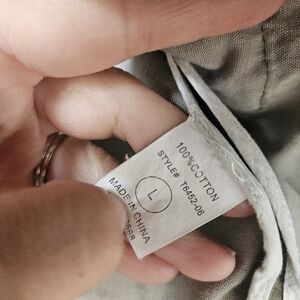 100%COTTON
STYLE# T6452-06
L
MADE IN CHINA